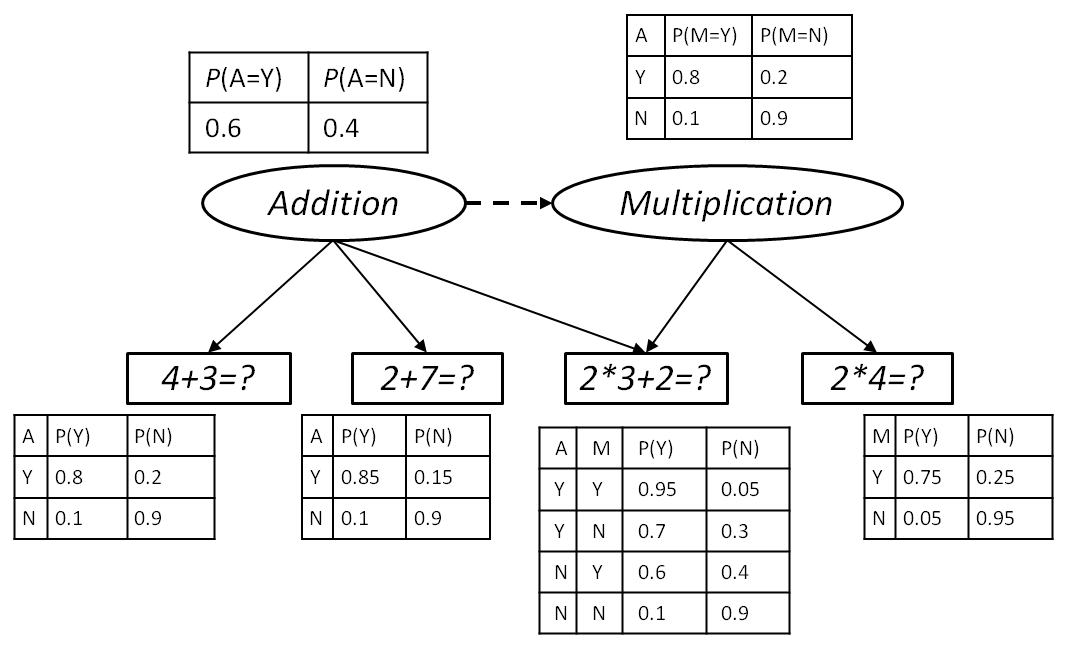 A P(M=Y) P(M=N)
Y 0.8 0.2
N 0.1 0.9
P(A=Y) P(A=N)
0.6 0.4
Addition
Multiplication
4+3=?
2+7=?
2*3+2=?
2*4=?
A P(Y) P(N)
Y 0.8 0.2
N 0.1 0.9
A P(Y) P(N)
Y 0.85 0.15
N 0.1 0.9
A M P(Y) P(N)
Y Y 0.95 0.05
Y N 0.7 0.3
N Y 0.6 0.4
N N 0.1 0.9
M P(Y) P(N)
Y 0.75 0.25
N 0.05 0.95